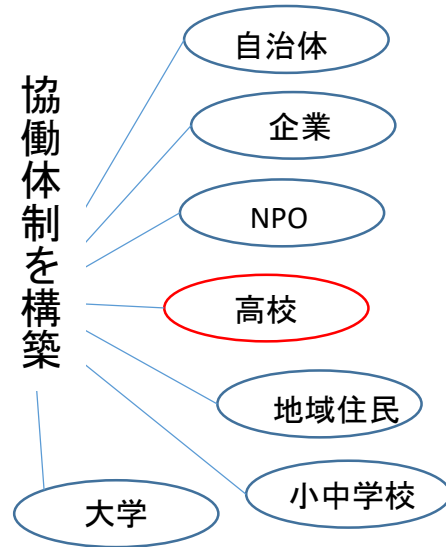 協働体制を構築
自治体
企業
NPO
高校
地域住民
小中学校
大学